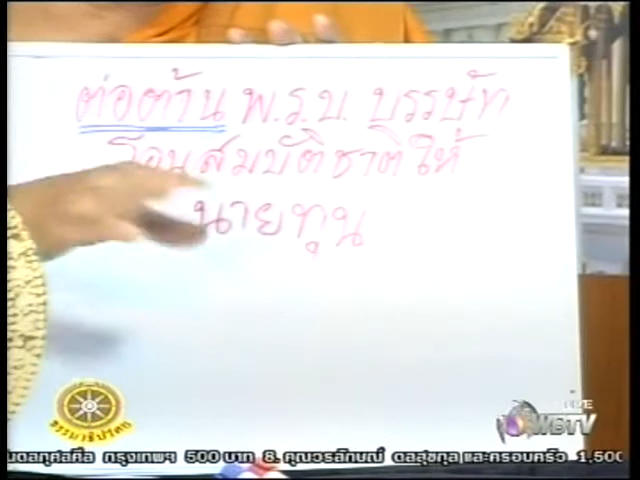 ต่อต้าน พ.ร.บ. บรรษัท
โอนสมบัติชาติให้
นายทุน
LIVE
WBTV
ธรรมาธิปไตย
กรุงเทพฯ 500 บาท 8. คุณวรลักษณ์ ดลสุขกุล และครอบครัว 1,500